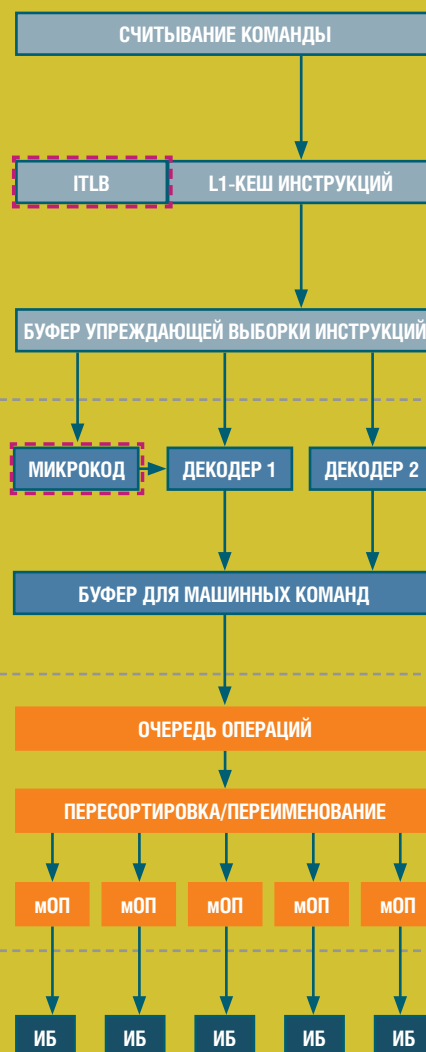 СЧИТЫВАНИЕ КОМАНДЫ
ITLB L1-КЕШ ИНСТРУКЦИЙ
БУФЕР УПРЕЖДАЮЩЕЙ ВЫБОРКИ ИНСТРУКЦИЙ
МИКРОКОД ДЕКОДЕР 1 ДЕКОДЕР 2
БУФЕР ДЛЯ МАШИННЫХ КОМАНД
ОЧЕРЕДЬ ОПЕРАЦИЙ
ПЕРЕСОРТИРОВКА/ПЕРЕИМЕНОВАНИЕ
мОП мОП мОП мОП мОП
ИБ ИБ ИБ ИБ ИБ